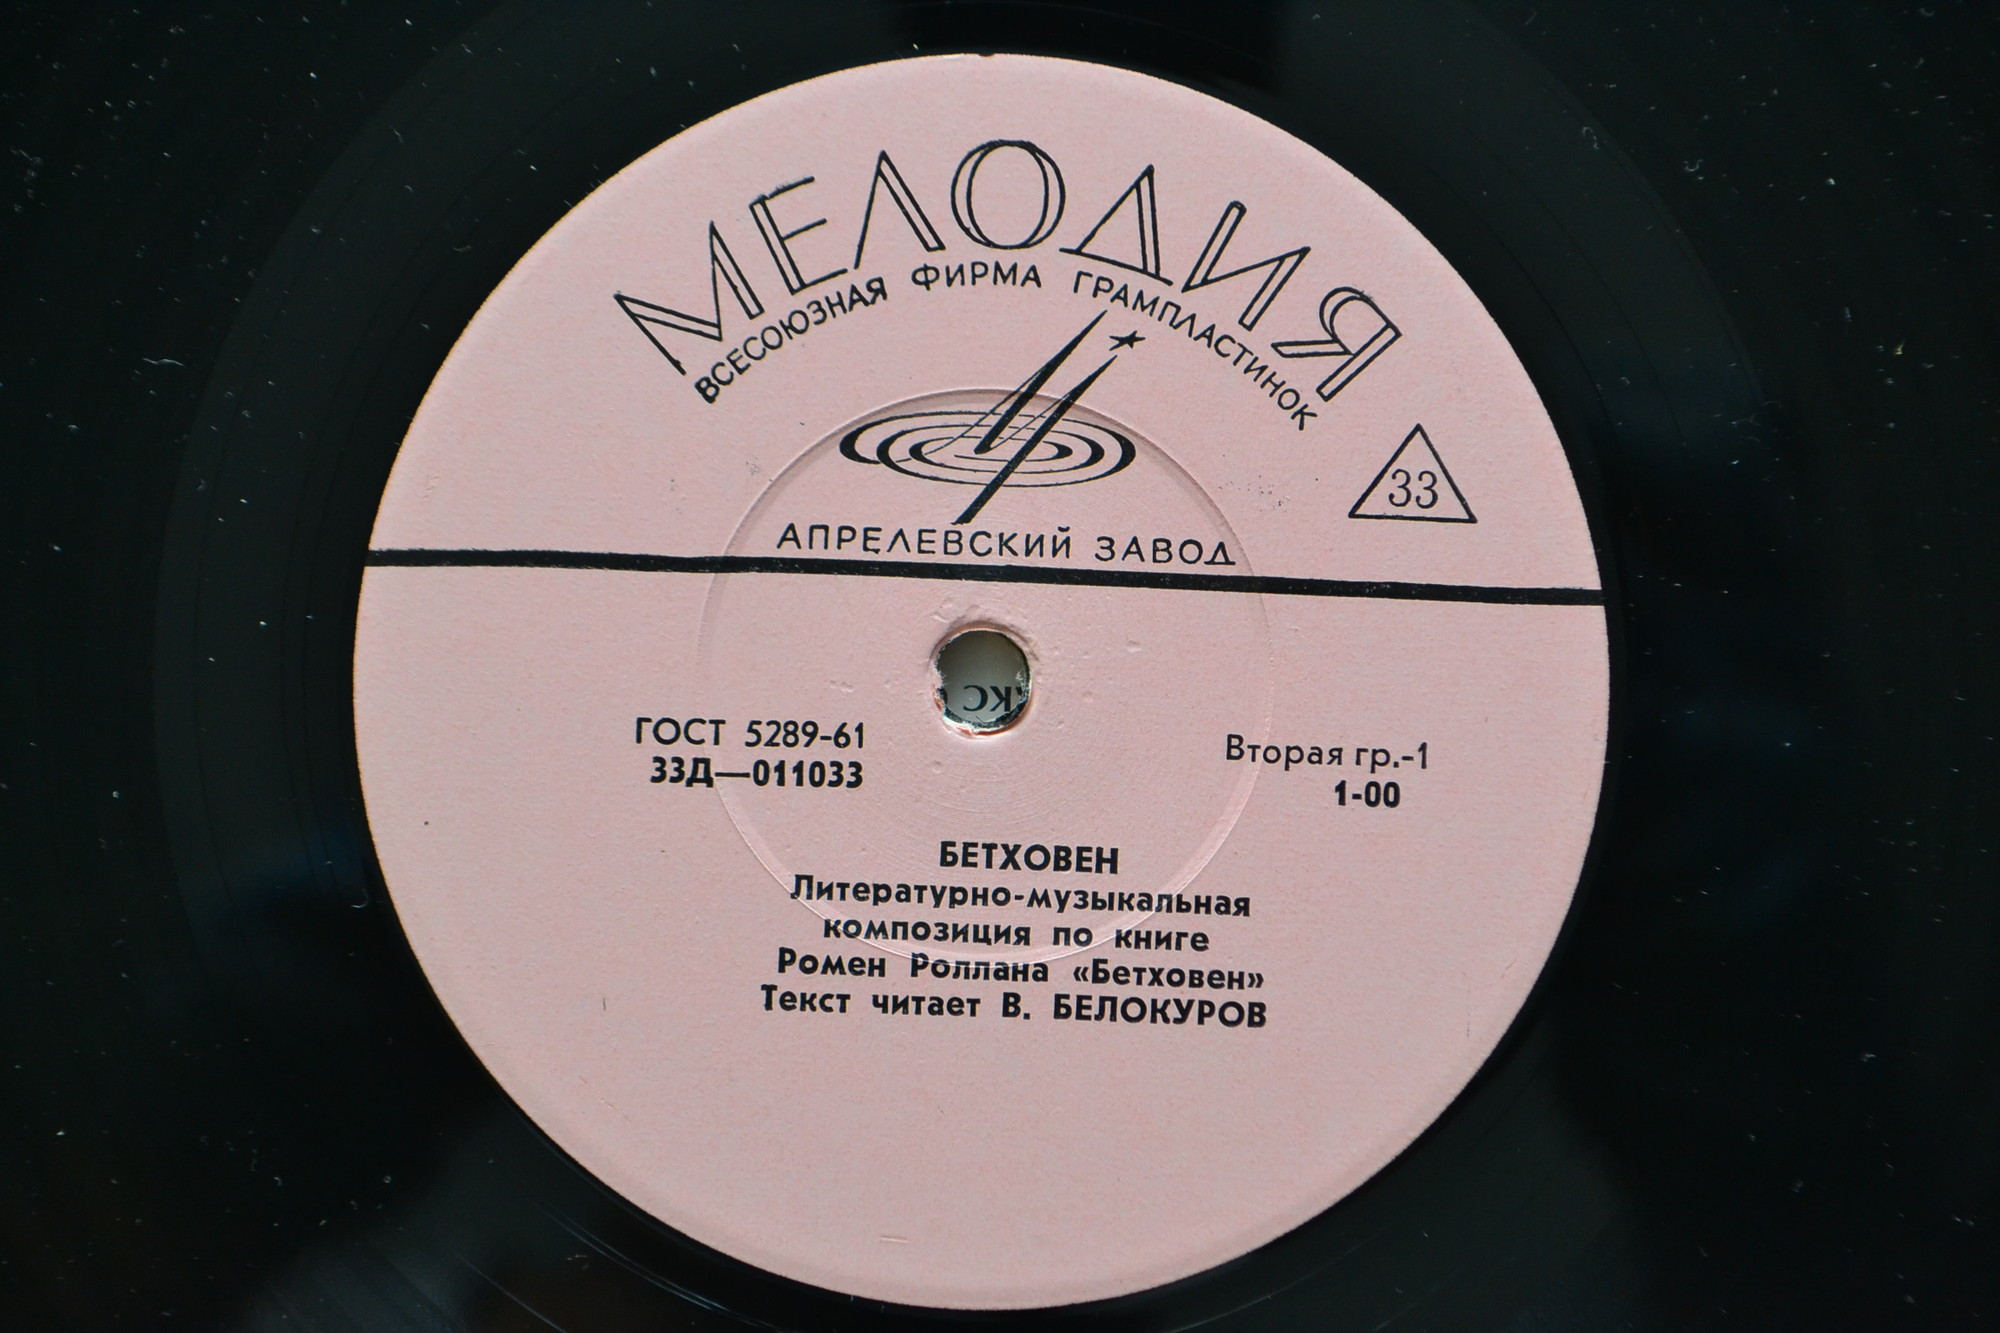 МЕЛОДИЯ
ВСЕСОЮЗНАЯ ФИРМА ГРАМПЛАСТИНОК
33
АПРЕЛЕВСКИЙ ЗАВОД
ГОСТ 5289-61
33Д—011033
Вторая гр.-1
1-00
БЕТХОВЕН
Литературно-музыкальная
композиция по книге
Ромен Роллана «Бетховен»
Текст читает В. БЕЛОКУРОВ